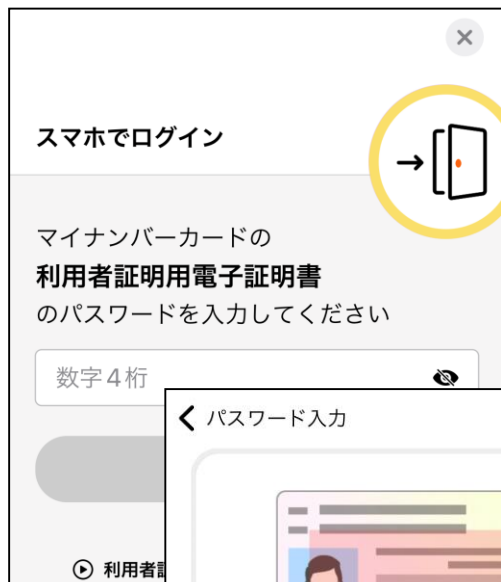 スマホでログイン
マイナンバーカードの
利用者証明用電子証明書
のパスワードを入力してください
数字4桁
パスワード入力
利用者